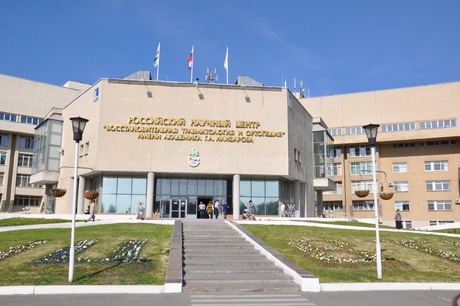 РОССИЙСКИЙ НАУЧНЫЙ ЦЕНТР
"ВОССТАНОВИТЕЛЬНАЯ ТРАВМАТОЛОГИЯ И ОРТОПЕДИЯ"
ИМЕНИ АКАДЕМИКА Г.А. ИЛИЗАРОВА